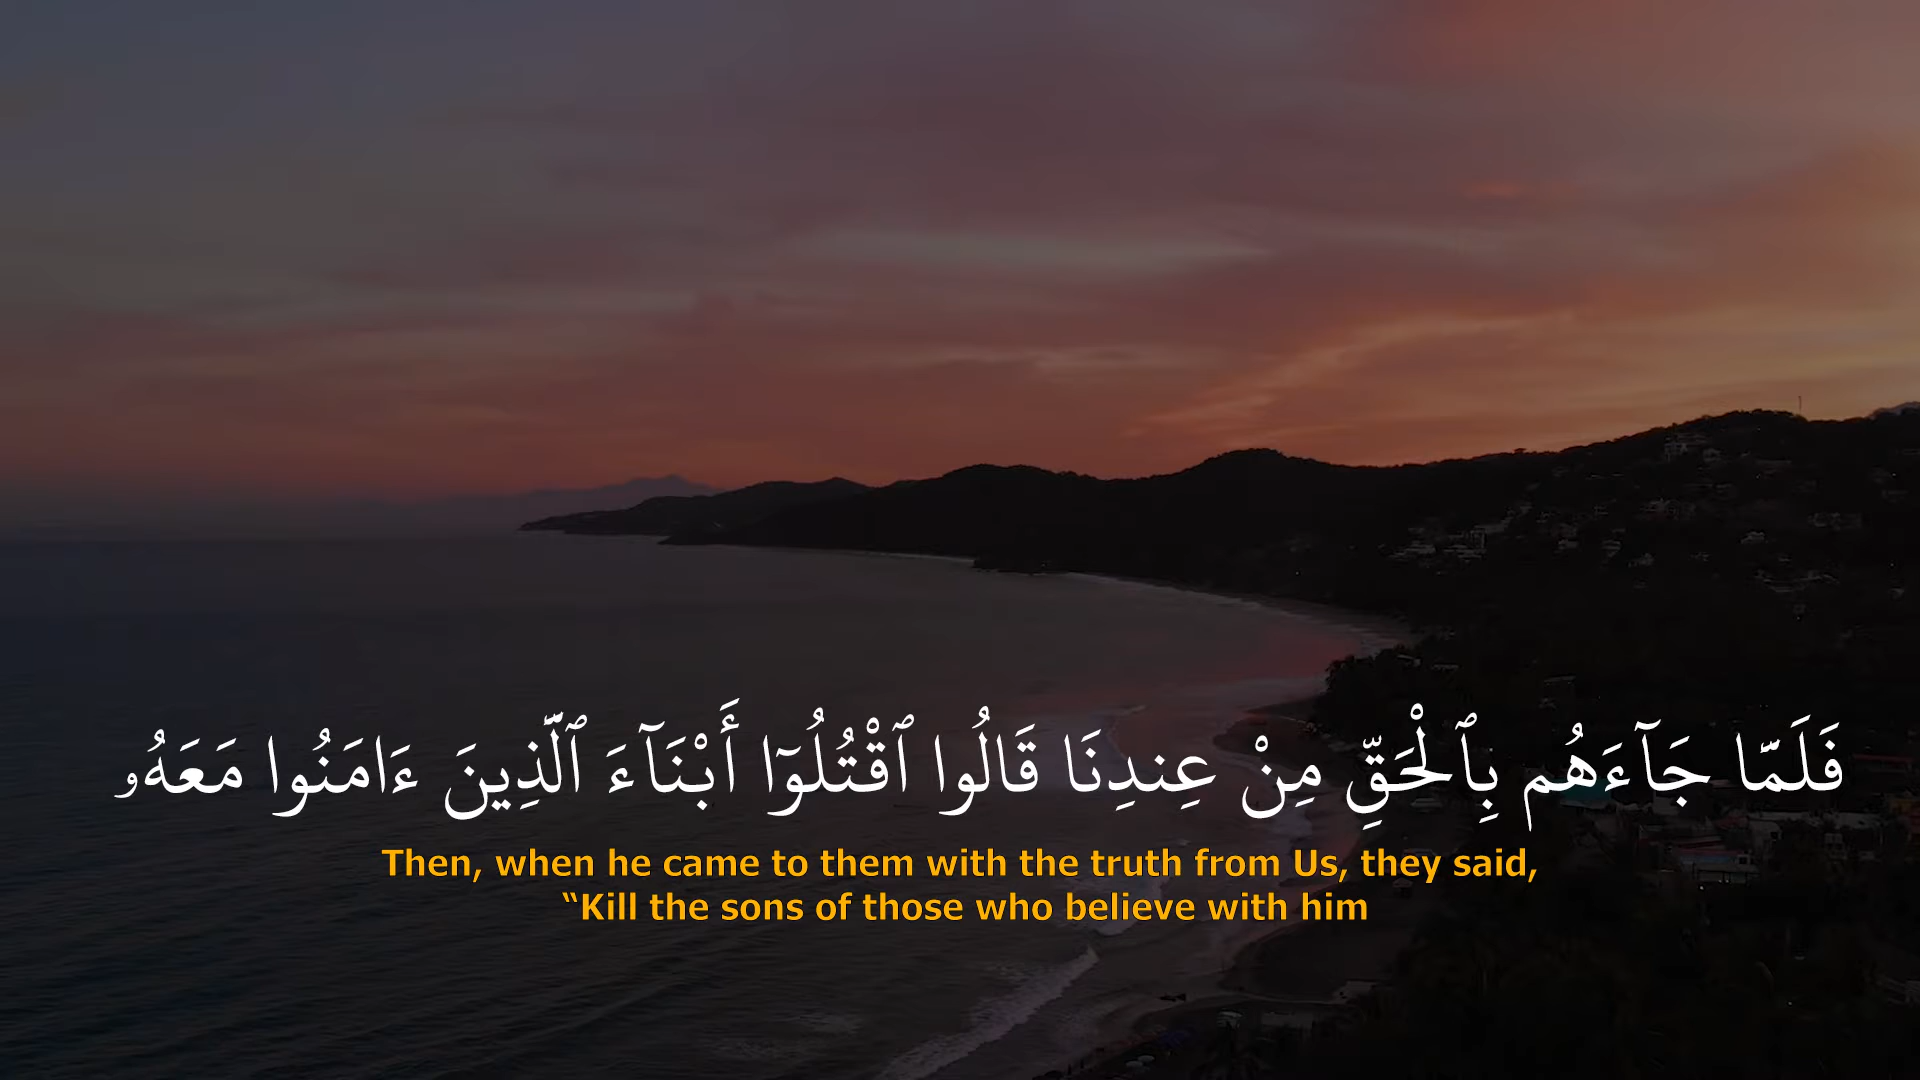 فَلَمَّا جَآءَهُم بِٱلْحَقِّ مِنْ عِندِنَا قَالُوا ٱقْتُلُوٓا أَبْنَآءَ ٱلَّذِينَ ءَامَنُوا مَعَهُۥ
Then, when he came to them with the truth from Us, they said,
“Kill the sons of those who believe with him